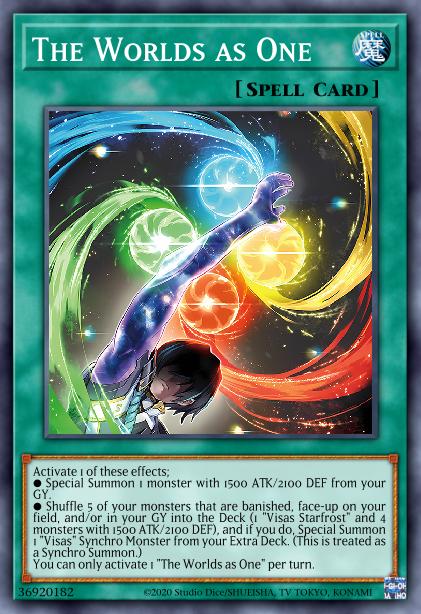 THE WORLDS AS ONE
SPELL
魔
[SPELL CARD]
Activate 1 of these effects;
● Special Summon 1 monster with 1500 ATK/2100 DEF from your
GY.
● Shuffle 5 of your monsters that are banished, face-up on your
field, and/or in your GY into the Deck (1 "Visas Starfrost" and 4
monsters with 1500 ATK/2100 DEF), and if you do, Special Summon
1 "Visas" Synchro Monster from your Extra Deck. (This is treated as
a Synchro Summon.)
You can only activate 1 "The Worlds as One" per turn.
36920182
©2020 Studio Dice/SHUEISHA, TV TOKYO, KONAMI